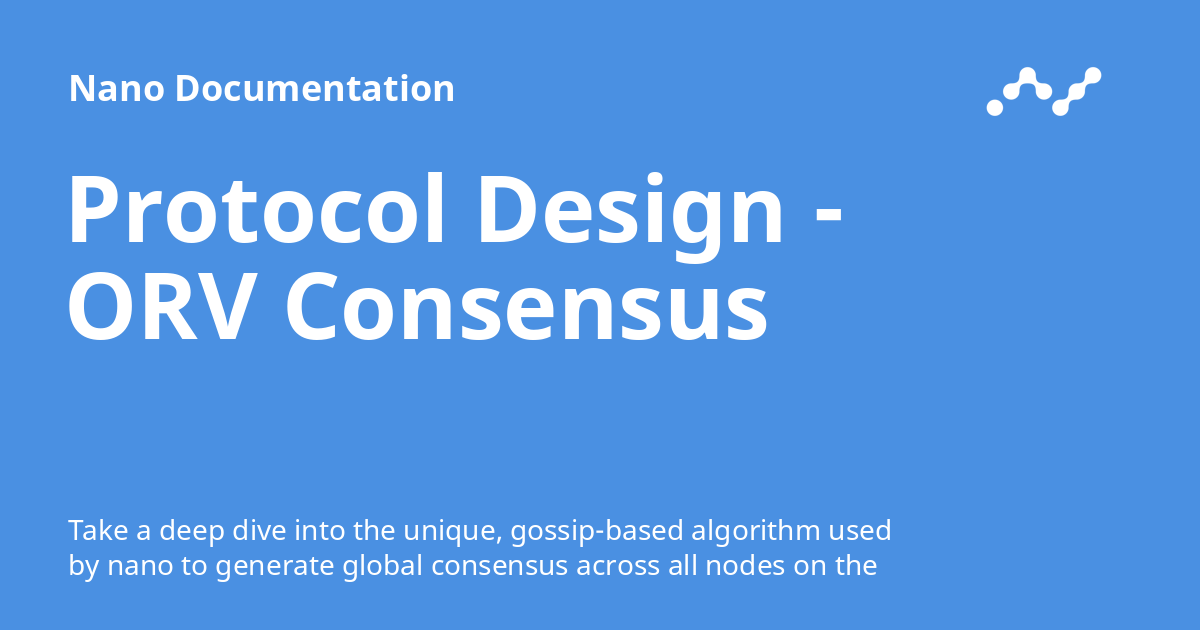 Nano Documentation
Protocol Design -
ORV Consensus
Take a deep dive into the unique, gossip-based algorithm used
by nano to generate global consensus across all nodes on the